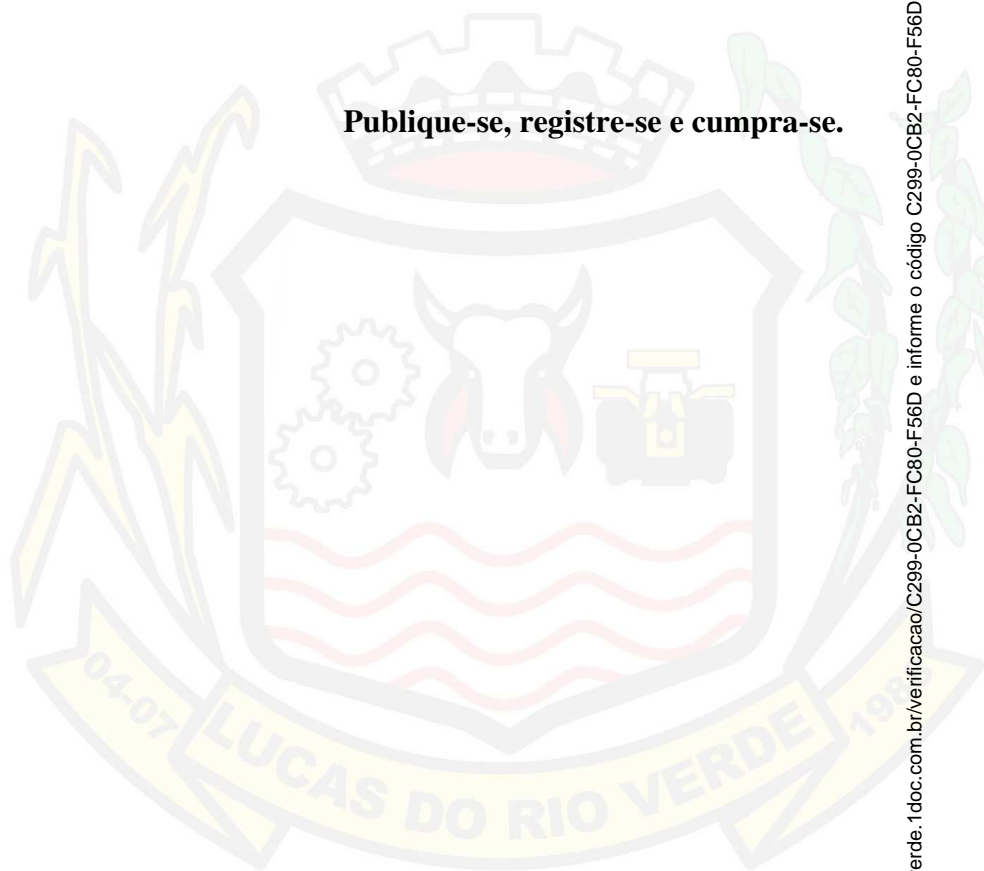 Publique-se, registre-se e cumpra-se.
04-07
LUCAS DO RIO VERDE
1988
erde.1doc.com.br/verificacao/C299-0CB2-FC80-F56D e informe o código C299-0CB2-FC80-F56D